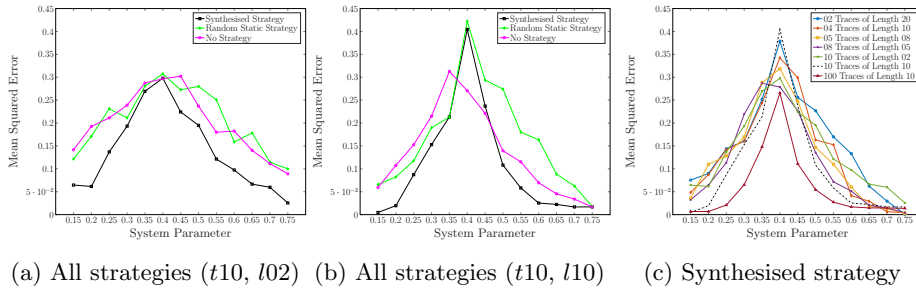 Synthesised Strategy
Random Static Strategy
No Strategy
0.45
0.4
0.35
0.3
0.25
0.2
0.15
0.1
5 · 10⁻²
0
Mean Squared Error
0.15 0.2 0.25 0.3 0.35 0.4 0.45 0.5 0.55 0.6 0.65 0.7 0.75
System Parameter
(a) All strategies (t10, l02)
Synthesised Strategy
Random Static Strategy
No Strategy
0.45
0.4
0.35
0.3
0.25
0.2
0.15
0.1
5 · 10⁻²
0
Mean Squared Error
0.15 0.2 0.25 0.3 0.35 0.4 0.45 0.5 0.55 0.6 0.65 0.7 0.75
System Parameter
(b) All strategies (t10, l10)
02 Traces of Length 20
04 Traces of Length 10
05 Traces of Length 08
08 Traces of Length 05
10 Traces of Length 02
10 Traces of Length 10
100 Traces of Length 10
0.45
0.4
0.35
0.3
0.25
0.2
0.15
0.1
5 · 10⁻²
0
Mean Squared Error
0.15 0.2 0.25 0.3 0.35 0.4 0.45 0.5 0.55 0.6 0.65 0.7 0.75
System Parameter
(c) Synthesised strategy